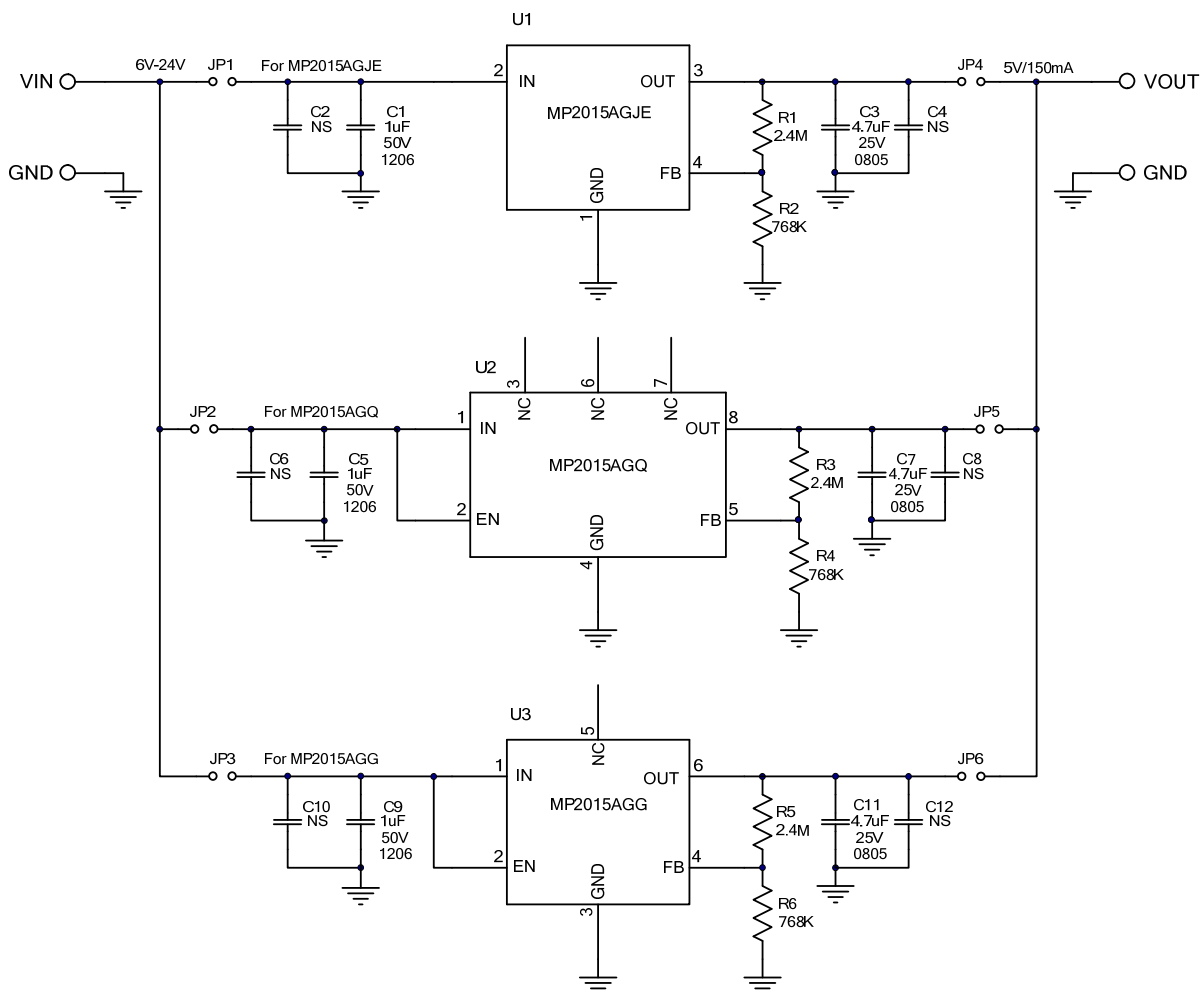 U1
VIN
6V-24V
JP1
For MP2015AGJE
2
IN
OUT
3
JP4
5V/150mA
VOUT
MP2015AGJE
C2
NS
C1
1uF
50V
1206
R1
2.4M
C3
4.7uF
25V
0805
C4
NS
GND
FB
4
GND
GND
1
R2
768K
U2
3
NC
6
NC
7
NC
JP2
For MP2015AGQ
1
IN
OUT
8
JP5
MP2015AGQ
C6
NS
C5
1uF
50V
1206
R3
2.4M
C7
4.7uF
25V
0805
C8
NS
2
EN
FB
5
GND
4
R4
768K
U3
5
NC
JP3
For MP2015AGG
1
IN
OUT
6
JP6
MP2015AGG
C10
NS
C9
1uF
50V
1206
R5
2.4M
C11
4.7uF
25V
0805
C12
NS
2
EN
FB
4
GND
3
R6
768K